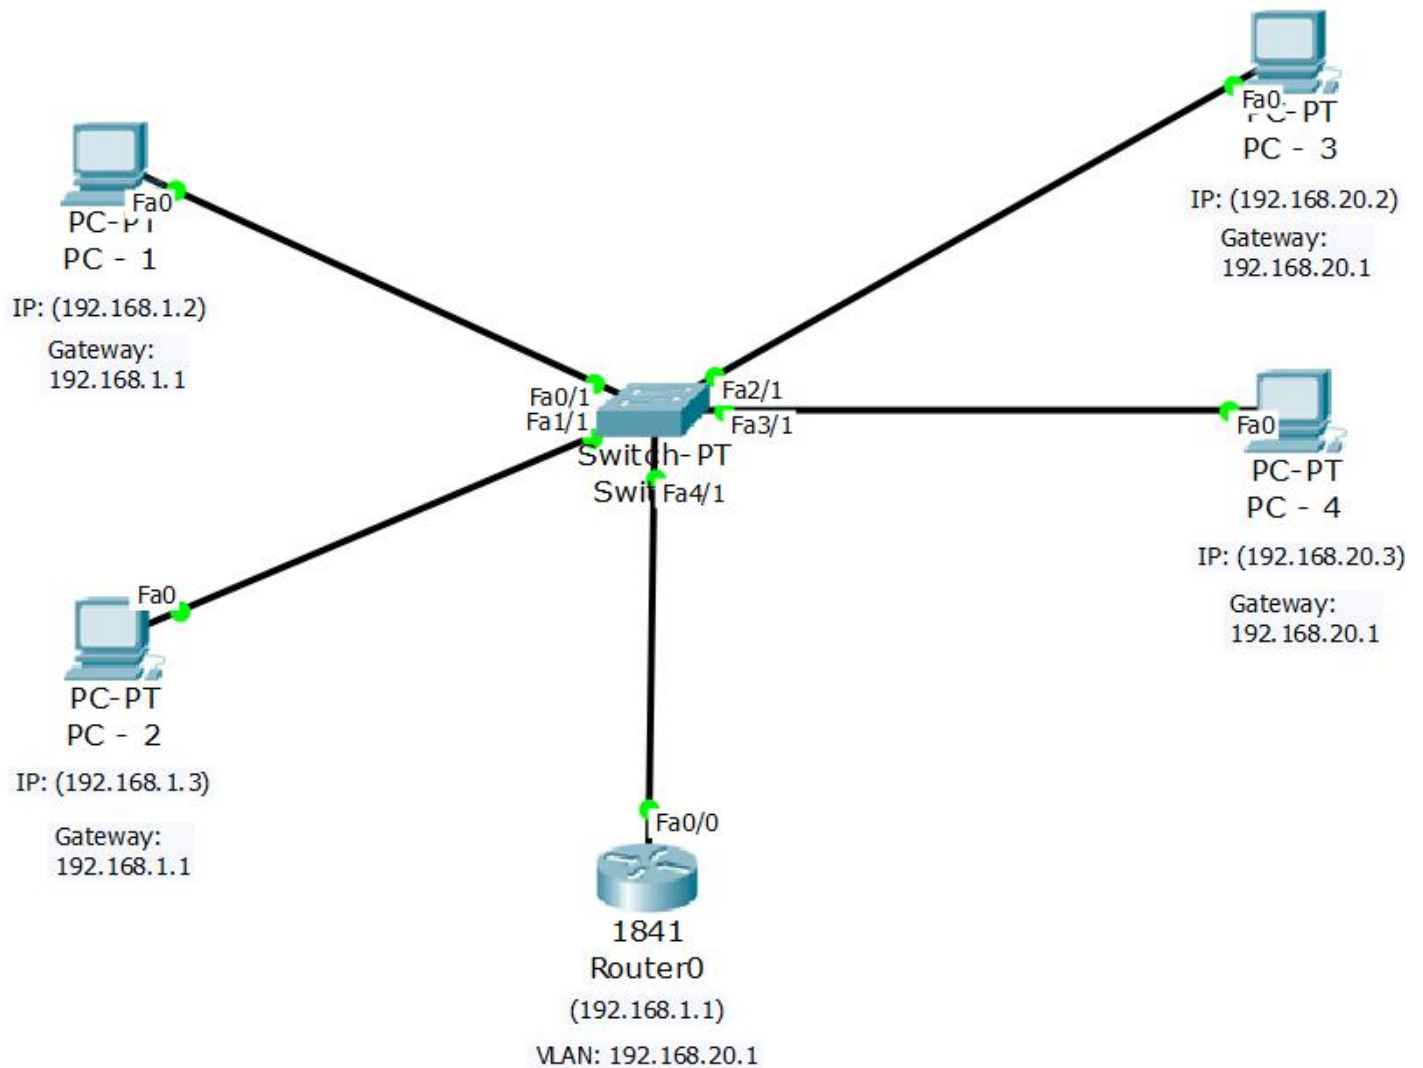 Fa0
PC-PT
PC - 1
IP: (192.168.1.2)
Gateway:
192.168.1.1
Fa0
PC-PT
PC - 3
IP: (192.168.20.2)
Gateway:
192.168.20.1
Fa0/1
Fa1/1
Fa2/1
Fa3/1
Switch-PT
Swit
Fa4/1
Fa0
PC-PT
PC - 4
IP: (192.168.20.3)
Gateway:
192.168.20.1
Fa0
PC-PT
PC - 2
IP: (192.168.1.3)
Gateway:
192.168.1.1
Fa0/0
1841
Router0
(192.168.1.1)
VLAN: 192.168.20.1